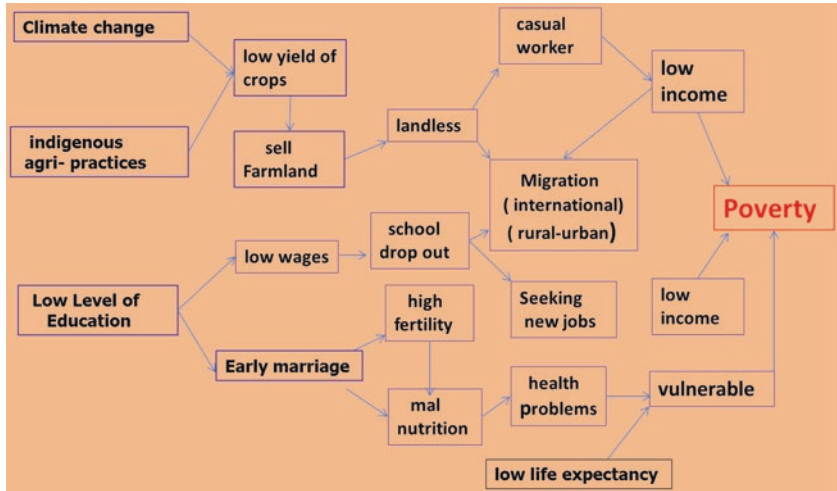 Climate change
low yield of
crops
casual
worker
low
income
indigenous
agri- practices
sell
Farmland
landless
Migration
( international)
( rural-urban)
Poverty
low wages
school
drop out
Low Level of
Education
high
fertility
Seeking
new jobs
low
income
Early marriage
mal
nutrition
health
problems
vulnerable
low life expectancy